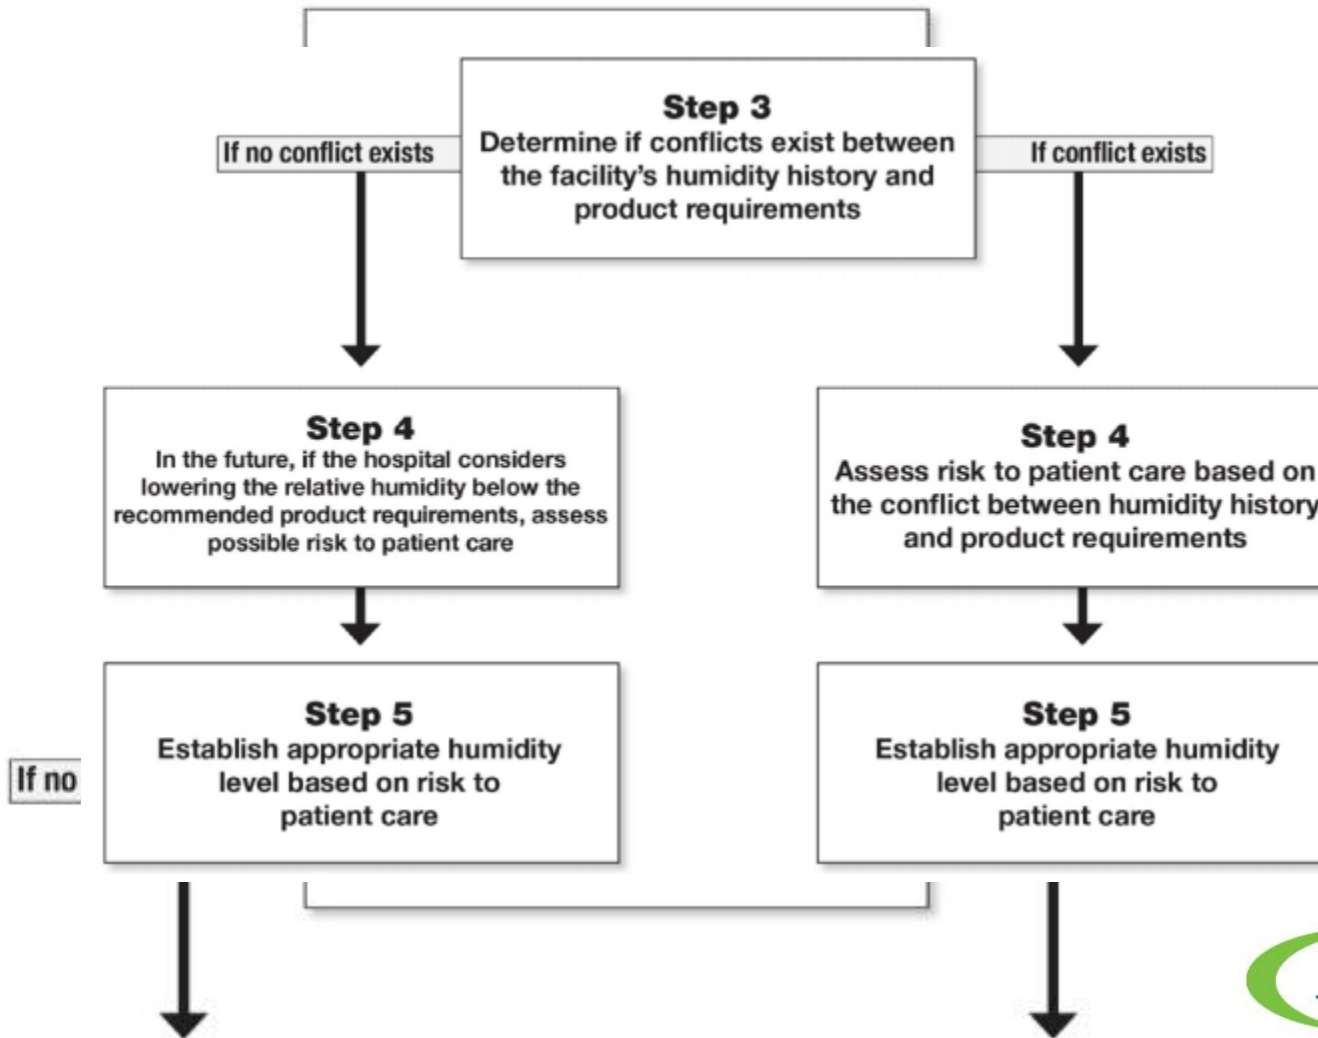 Step 3
Determine if conflicts exist between
the facility's humidity history and
product requirements
If no conflict exists
If conflict exists
Step 4
In the future, if the hospital considers
lowering the relative humidity below the
recommended product requirements, assess
possible risk to patient care
Step 4
Assess risk to patient care based on
the conflict between humidity history
and product requirements
Step 5
Establish appropriate humidity
level based on risk to
patient care
Step 5
Establish appropriate humidity
level based on risk to
patient care
If no